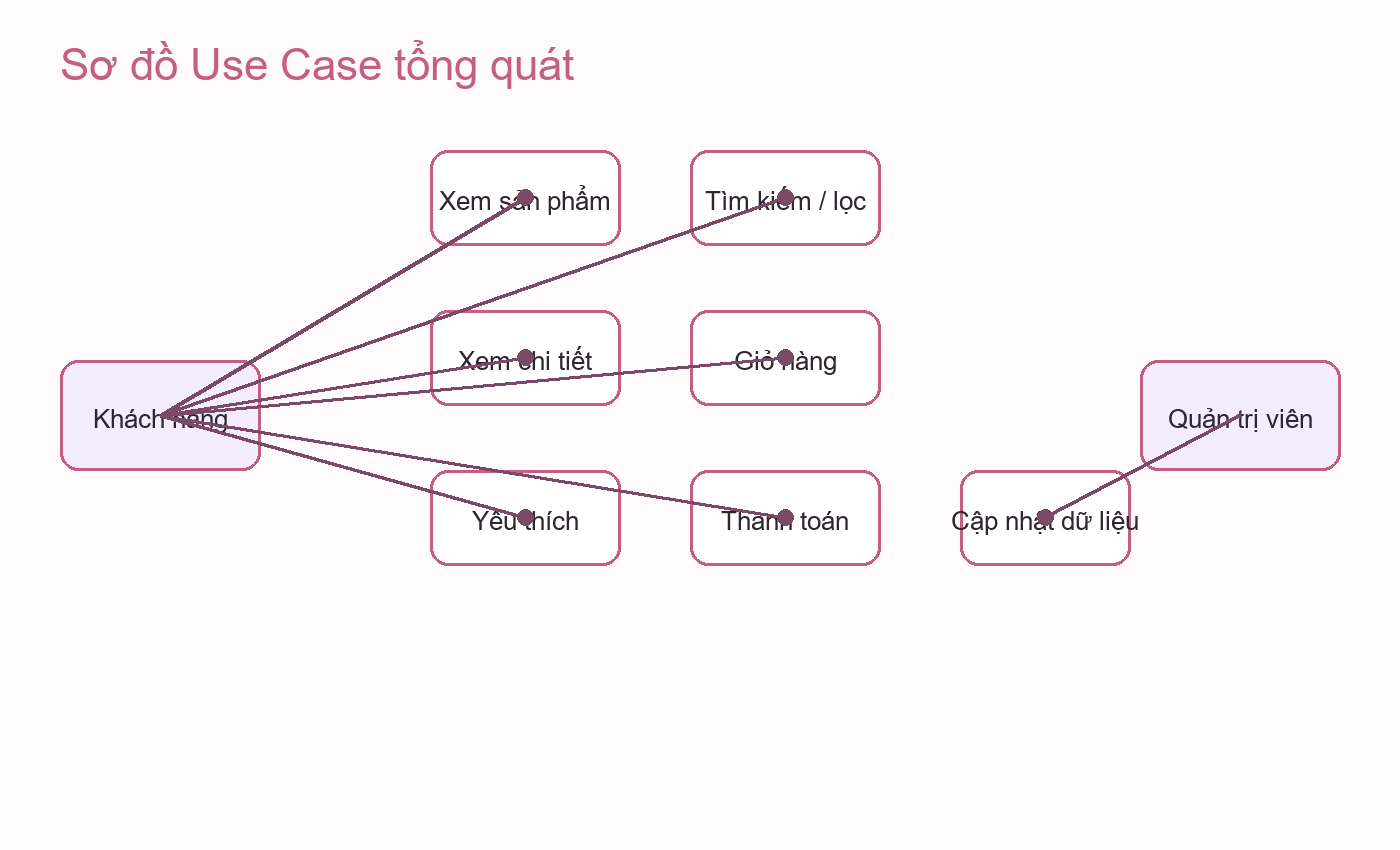 Sơ đồ Use Case tổng quát
Xem sản phẩm
Tìm kiếm / lọc
Xem chi tiết
Giỏ hàng
Khách hàng
Quản trị viên
Yêu thích
Thanh toán
Cập nhật dữ liệu